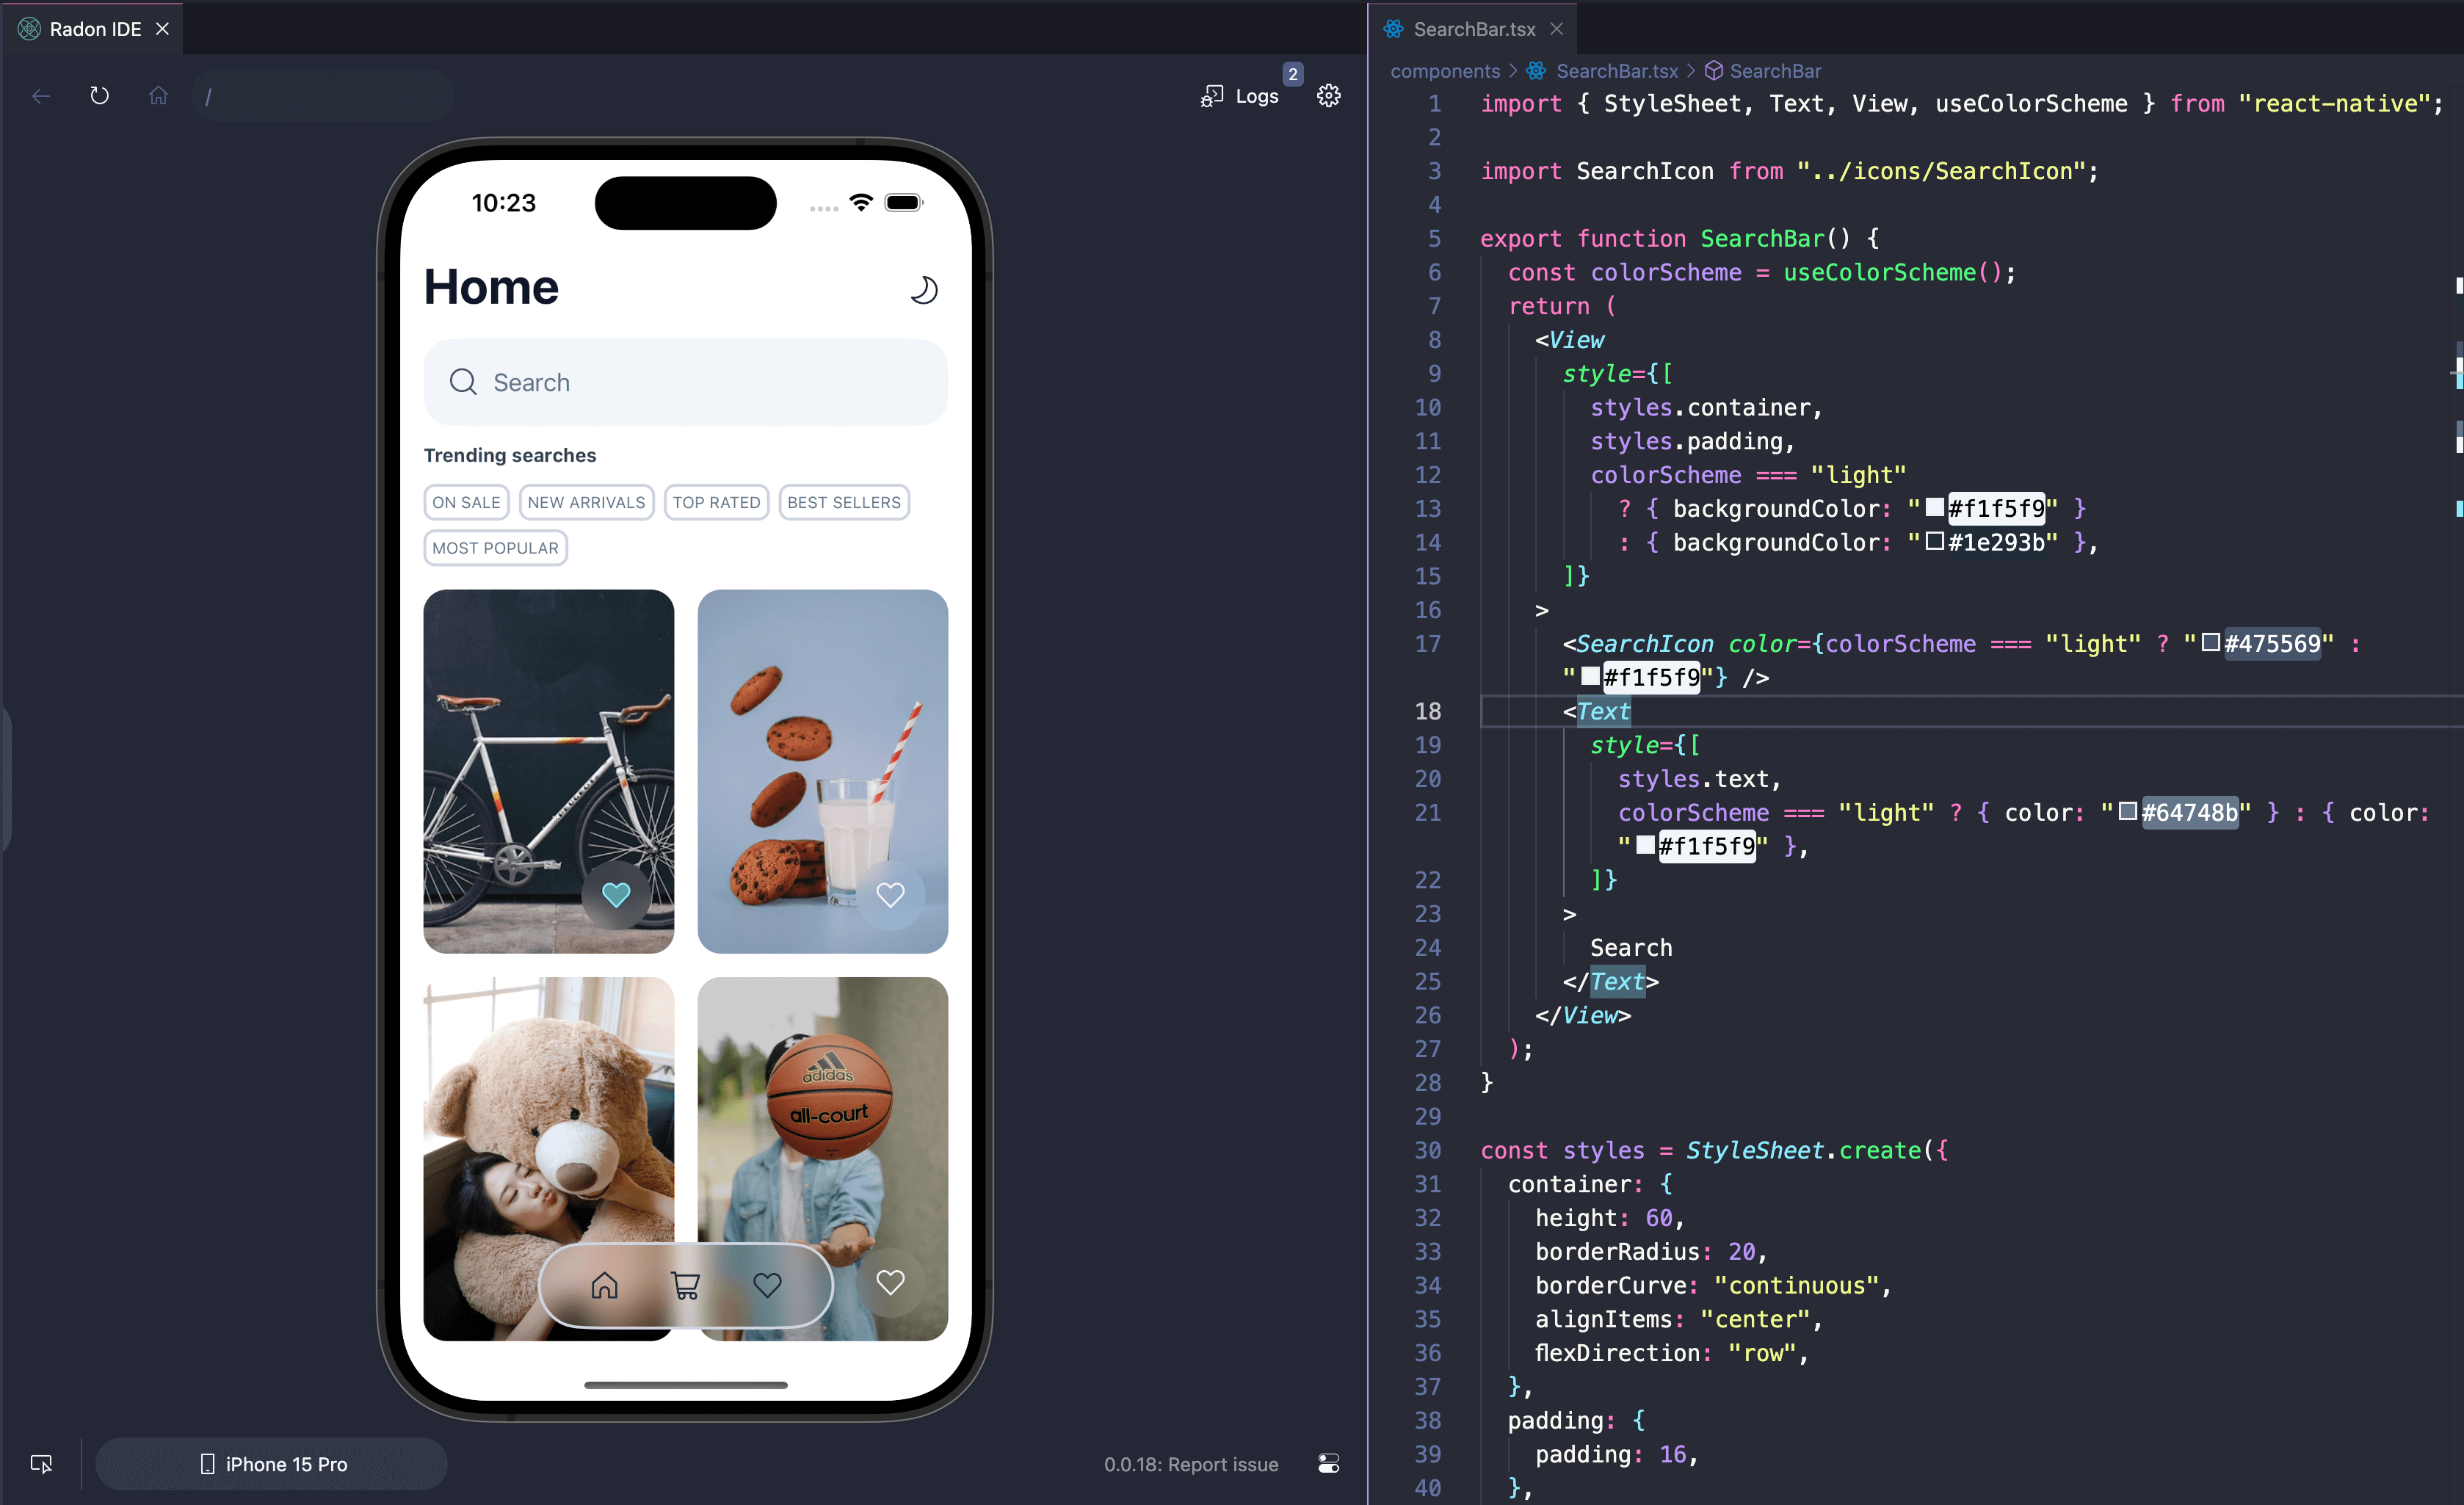 Radon IDE
/
Logs
2
10:23
Home
Search
Trending searches
ON SALE
NEW ARRIVALS
TOP RATED
BEST SELLERS
MOST POPULAR
adidas
all-court
iPhone 15 Pro
0.0.18: Report issue
SearchBar.tsx
components > SearchBar.tsx > SearchBar
1 import { StyleSheet, Text, View, useColorScheme } from "react-native";
2
3 import SearchIcon from "../icons/SearchIcon";
4
5 export function SearchBar() {
6 const colorScheme = useColorScheme();
7 return (
8 <View
9 style={[
10 styles.container,
11 styles.padding,
12 colorScheme === "light"
13 ? { backgroundColor: "#f1f5f9" }
14 : { backgroundColor: "#1e293b" },
15 ]}
16 >
17 <SearchIcon color={colorScheme === "light" ? "#475569" :
"#f1f5f9"} />
18 <Text
19 style={[
20 styles.text,
21 colorScheme === "light" ? { color: "#64748b" } : { color:
"#f1f5f9" },
22 ]}
23 >
24 Search
25 </Text>
26 </View>
27 );
28 }
29
30 const styles = StyleSheet.create({
31 container: {
32 height: 60,
33 borderRadius: 20,
34 borderCurve: "continuous",
35 alignItems: "center",
36 flexDirection: "row",
37 },
38 padding: {
39 padding: 16,
40 },